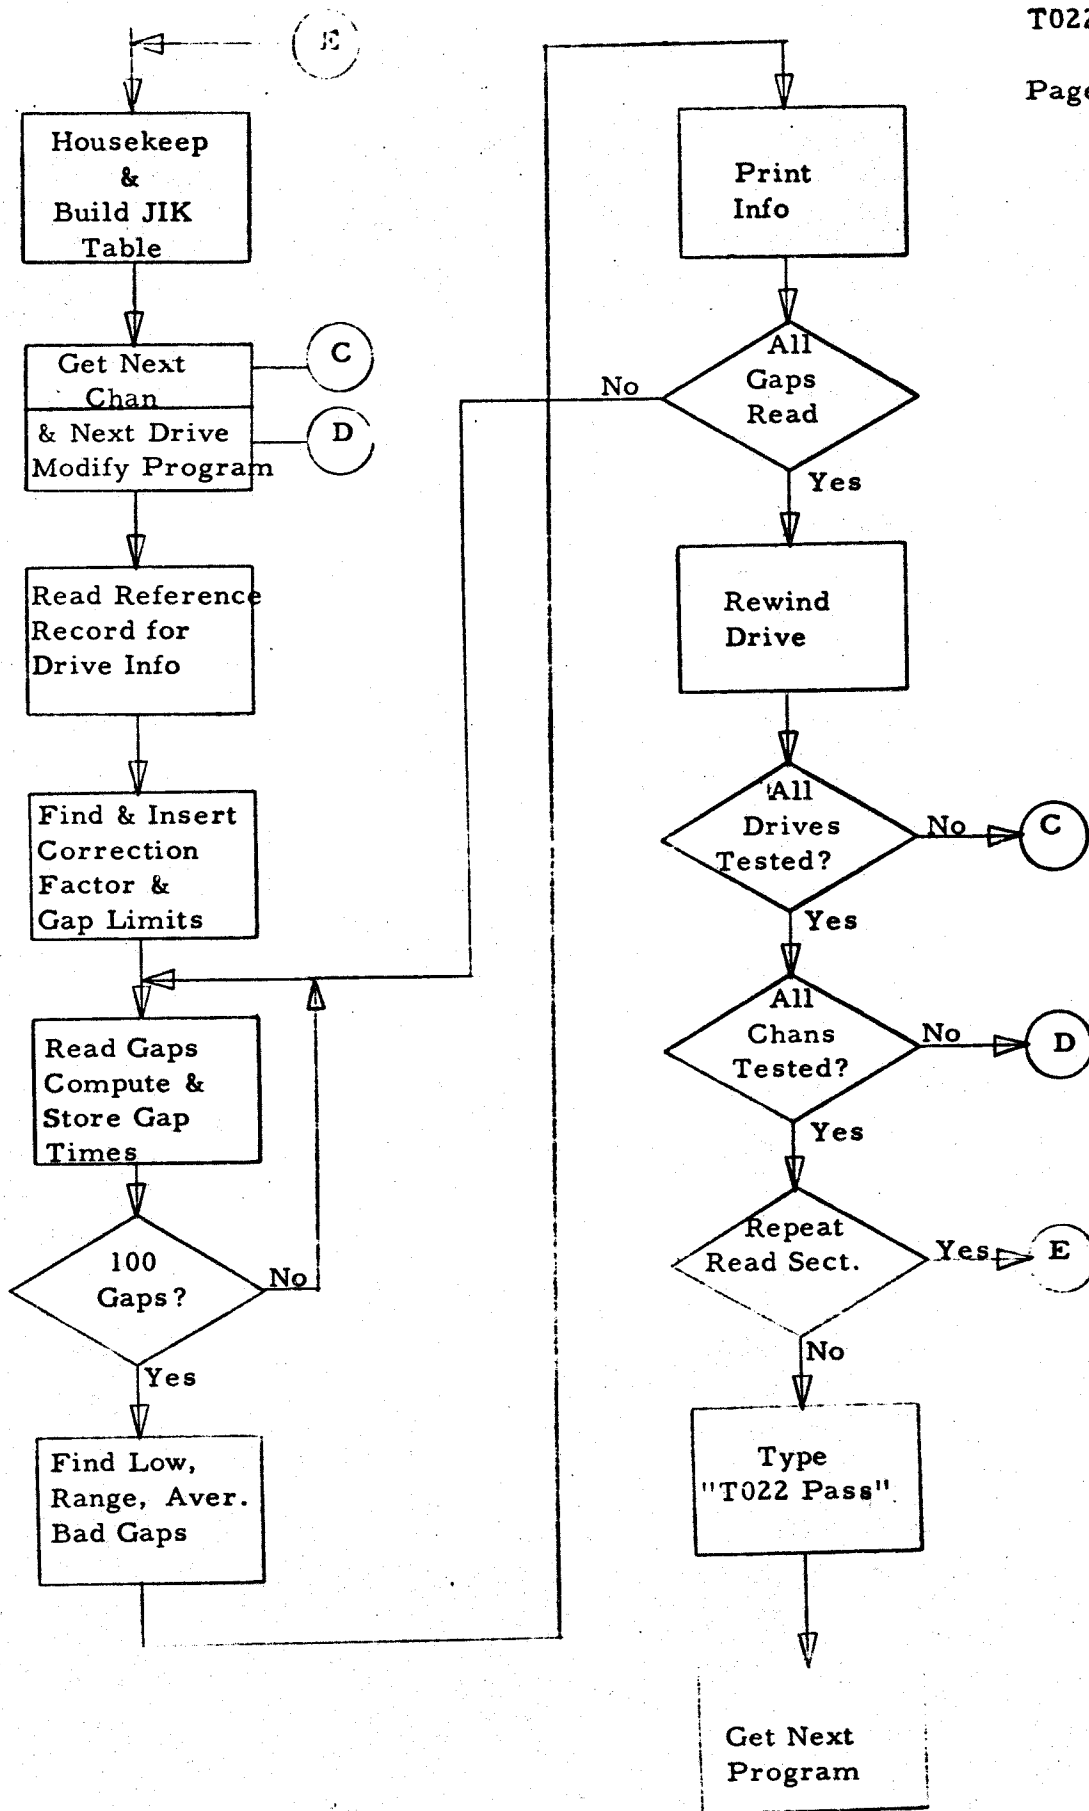 T022
Page
E
Housekeep
&
Build JIK
Table
Get Next
Chan
C
& Next Drive
Modify Program
D
Read Reference
Record for
Drive Info
Find & Insert
Correction
Factor &
Gap Limits
Read Gaps
Compute &
Store Gap
Times
100
Gaps?
No
Yes
Find Low,
Range, Aver.
Bad Gaps
Print
Info
All
Gaps
Read
No
Yes
Rewind
Drive
All
Drives
Tested?
No
C
Yes
All
Chans
Tested?
No
D
Yes
Repeat
Read Sect.
Yes
E
No
Type
"T022 Pass"
Get Next
Program